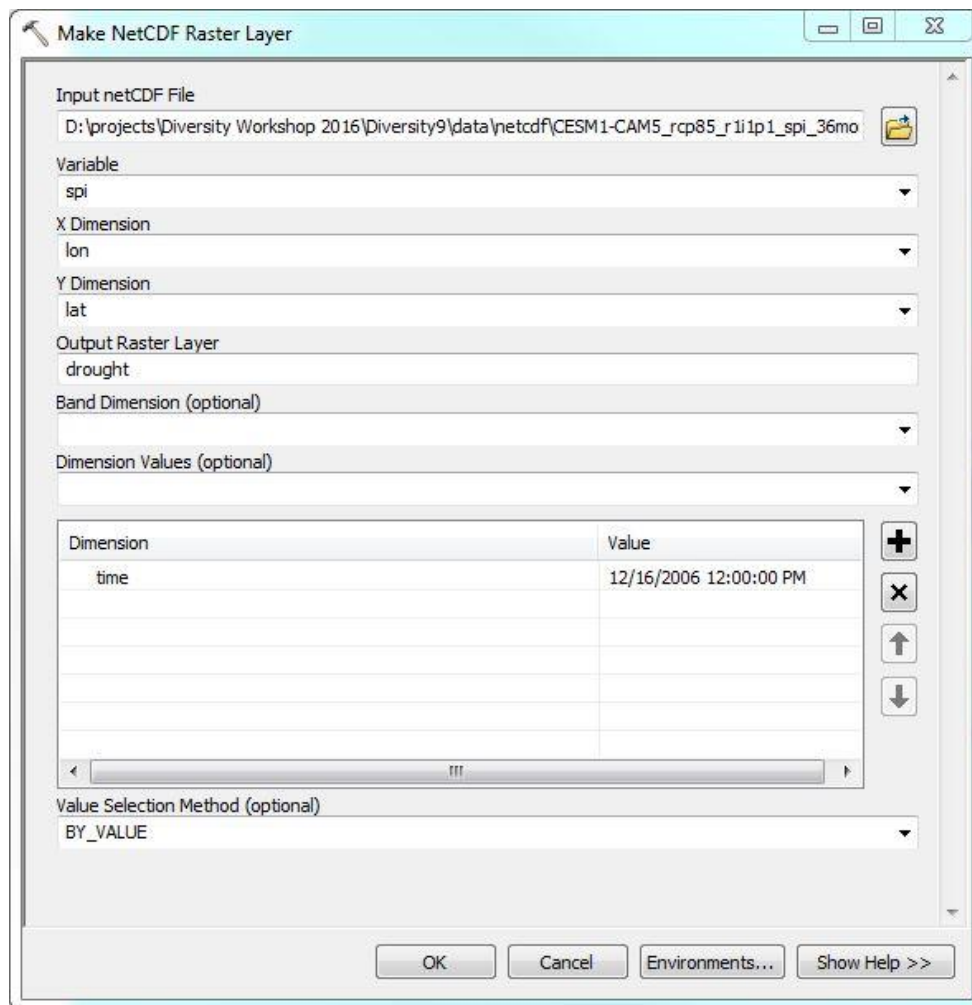 Make NetCDF Raster Layer
Input netCDF File
D:\projects\Diversity Workshop 2016\Diversity9\data\netcdf\CESM1-CAM5_rcp85_r1i1p1_spi_36mo
Variable
spi
X Dimension
lon
Y Dimension
lat
Output Raster Layer
drought
Band Dimension (optional)
Dimension Values (optional)
Dimension Value
time 12/16/2006 12:00:00 PM
Value Selection Method (optional)
BY_VALUE
OK Cancel Environments... Show Help >>